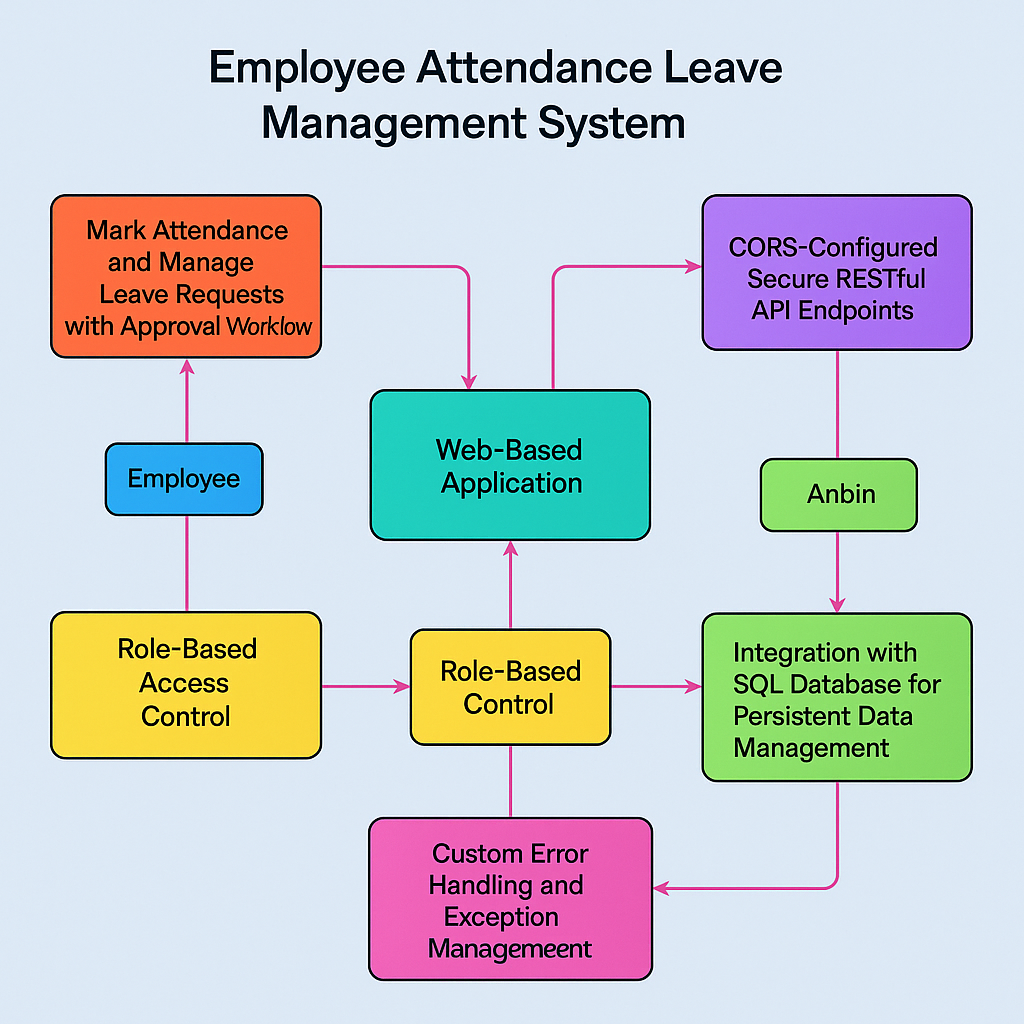 Employee Attendance Leave
Management System
Mark Attendance
and Manage
Leave Requests
with Approval Worklow
CORS-Configured
Secure RESTful
API Endpoints
Web-Based
Application
Employee
Anbin
Role-Based
Access
Control
Role-Based
Control
Integration with
SQL Database for
Persistent Data
Management
Custom Error
Handling and
Exception
Managemeent